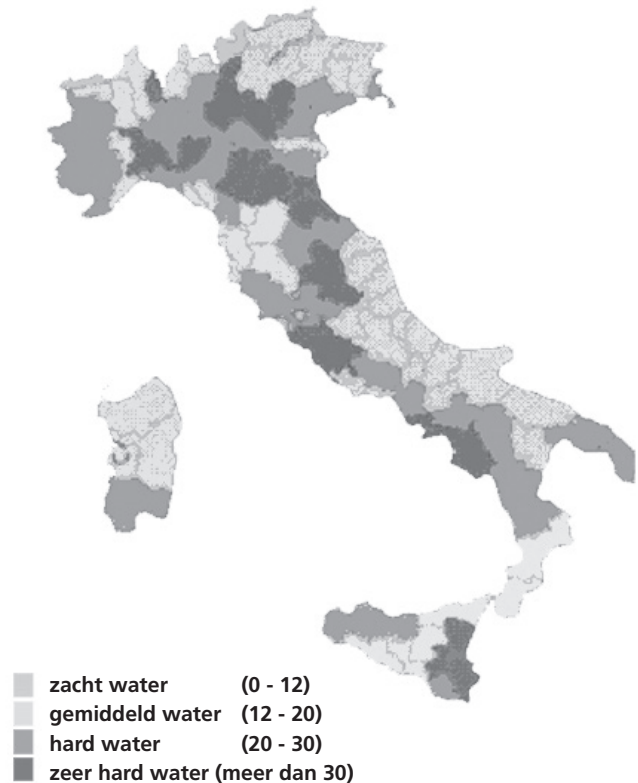 zacht water (0 - 12)
gemiddeld water (12 - 20)
hard water (20 - 30)
zeer hard water (meer dan 30)